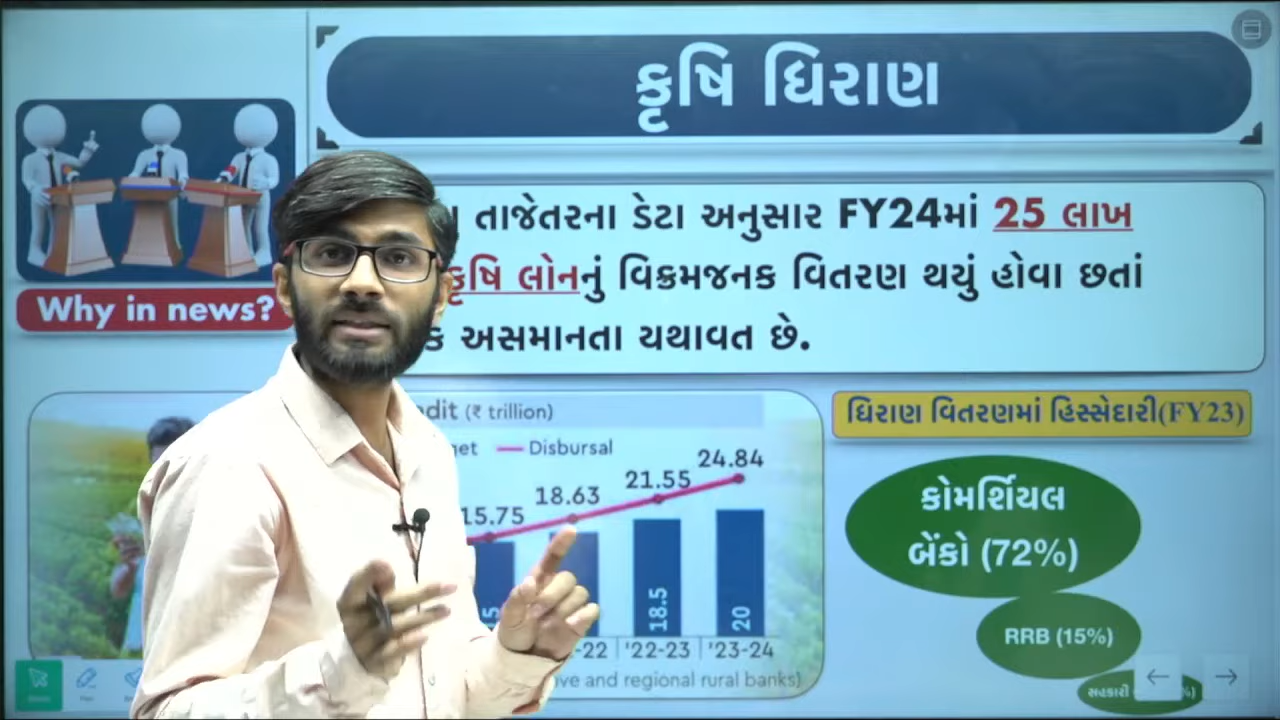 કૃષિ ધિરાણ
તાજેતરના ડેટા અનુસાર FY24માં 25 લાખ
કૃષિ લોનનું વિક્રમજનક વિતરણ થયું હોવા છતાં
અસમાનતા યથાવત છે.
Why in news?
(₹ trillion)
Disbursal
15.75
18.63
21.55
24.84
18.5
20
'22-23
'23-24
and regional rural banks)
ધિરાણ વિતરણમાં હિસ્સેદારી(FY23)
કોમર્શિયલ
બેંકો (72%)
RRB (15%)
સહકારી